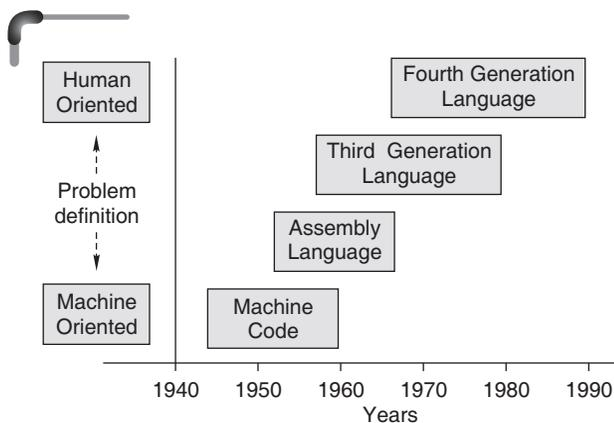 Human
Oriented
Problem
definition
Machine
Oriented
Fourth Generation
Language
Third Generation
Language
Assembly
Language
Machine
Code
1940 1950 1960 1970 1980 1990
Years